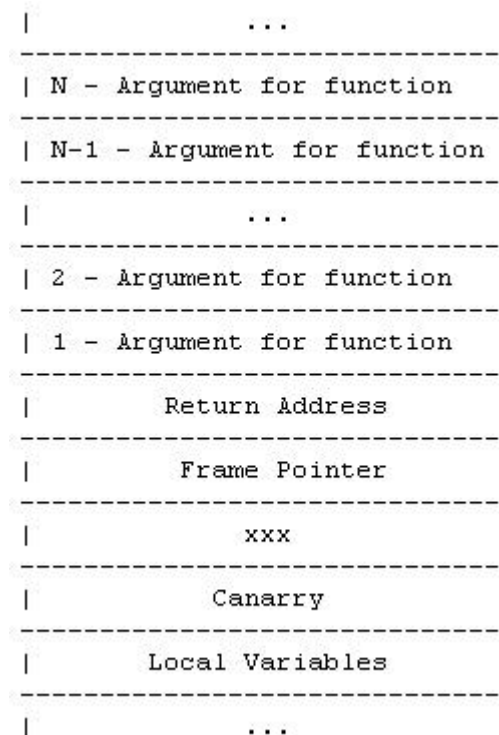 | ...
-------------------------------
| N - Argument for function
-------------------------------
| N-1 - Argument for function
-------------------------------
| ...
-------------------------------
| 2 - Argument for function
-------------------------------
| 1 - Argument for function
-------------------------------
| Return Address
-------------------------------
| Frame Pointer
-------------------------------
| xxx
-------------------------------
| Canarry
-------------------------------
| Local Variables
-------------------------------
| ...